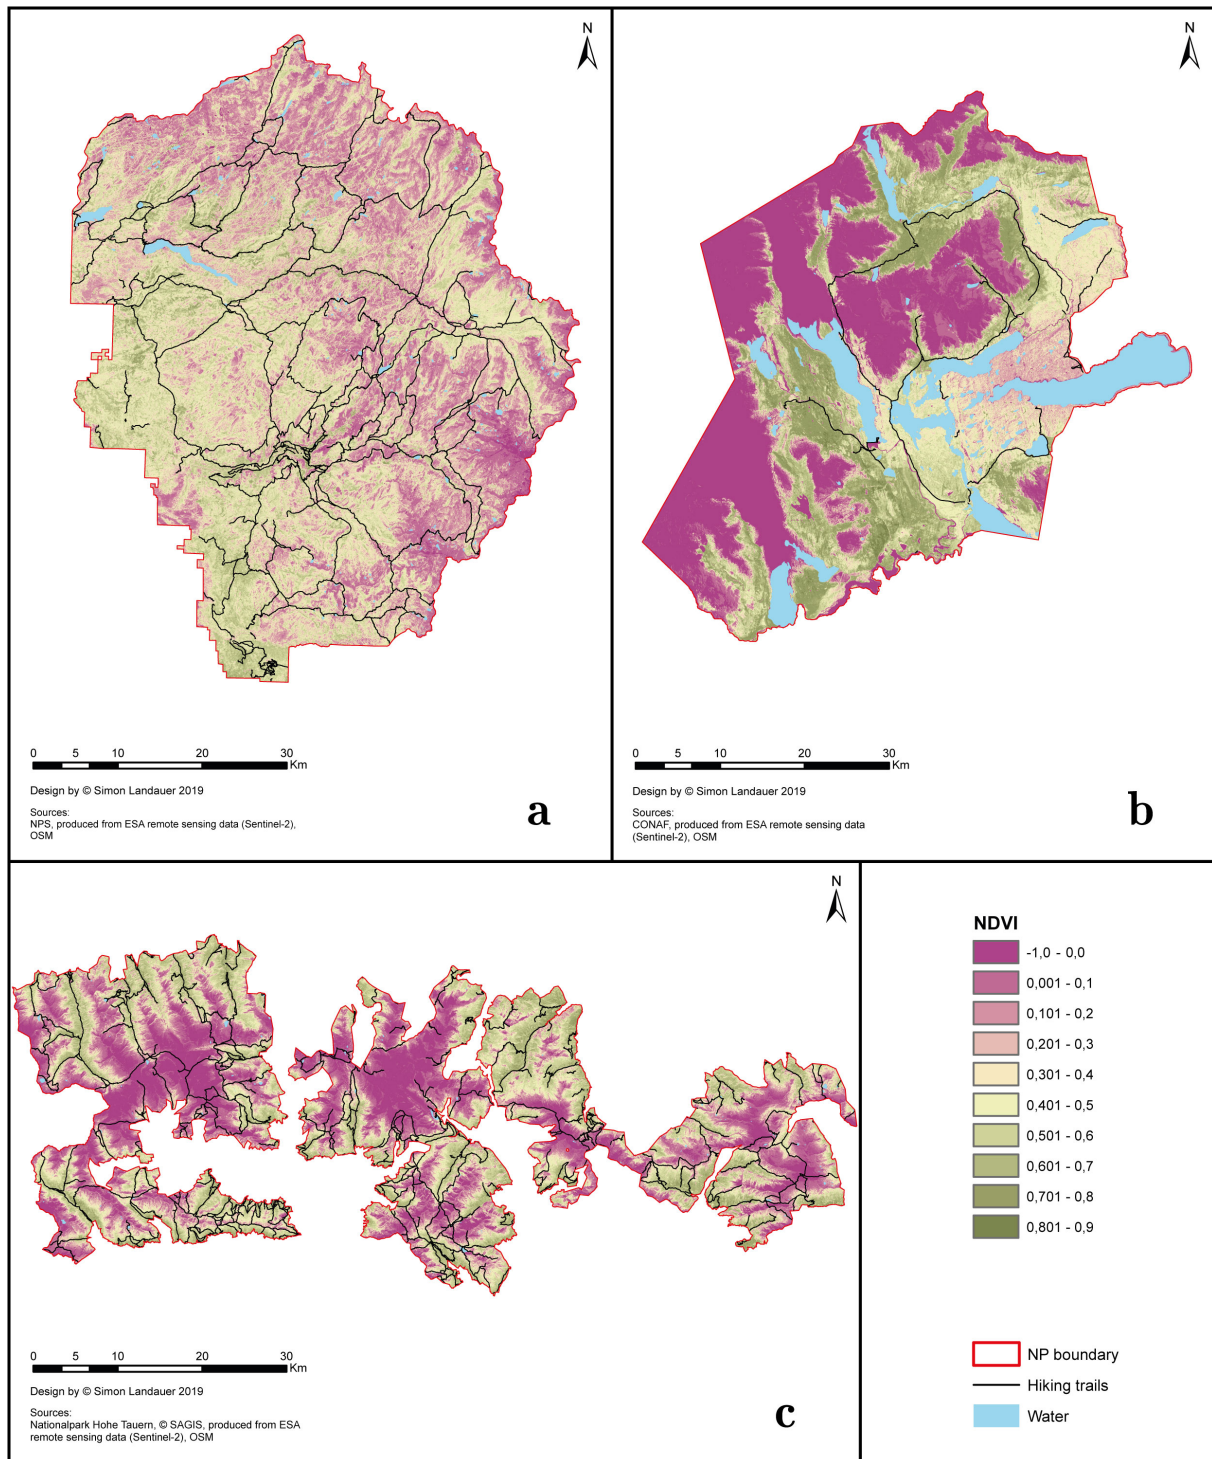 N
0 5 10 20 30
Km
Design by © Simon Landauer 2019
Sources:
NPS, produced from ESA remote sensing data (Sentinel-2),
OSM
a
N
0 5 10 20 30
Km
Design by © Simon Landauer 2019
Sources:
CONAF, produced from ESA remote sensing data
(Sentinel-2), OSM
b
N
0 5 10 20 30
Km
Design by © Simon Landauer 2019
Sources:
Nationalpark Hohe Tauern, © SAGIS, produced from ESA
remote sensing data (Sentinel-2), OSM
c
NDVI
-1,0 - 0,0
0,001 - 0,1
0,101 - 0,2
0,201 - 0,3
0,301 - 0,4
0,401 - 0,5
0,501 - 0,6
0,601 - 0,7
0,701 - 0,8
0,801 - 0,9
NP boundary
Hiking trails
Water